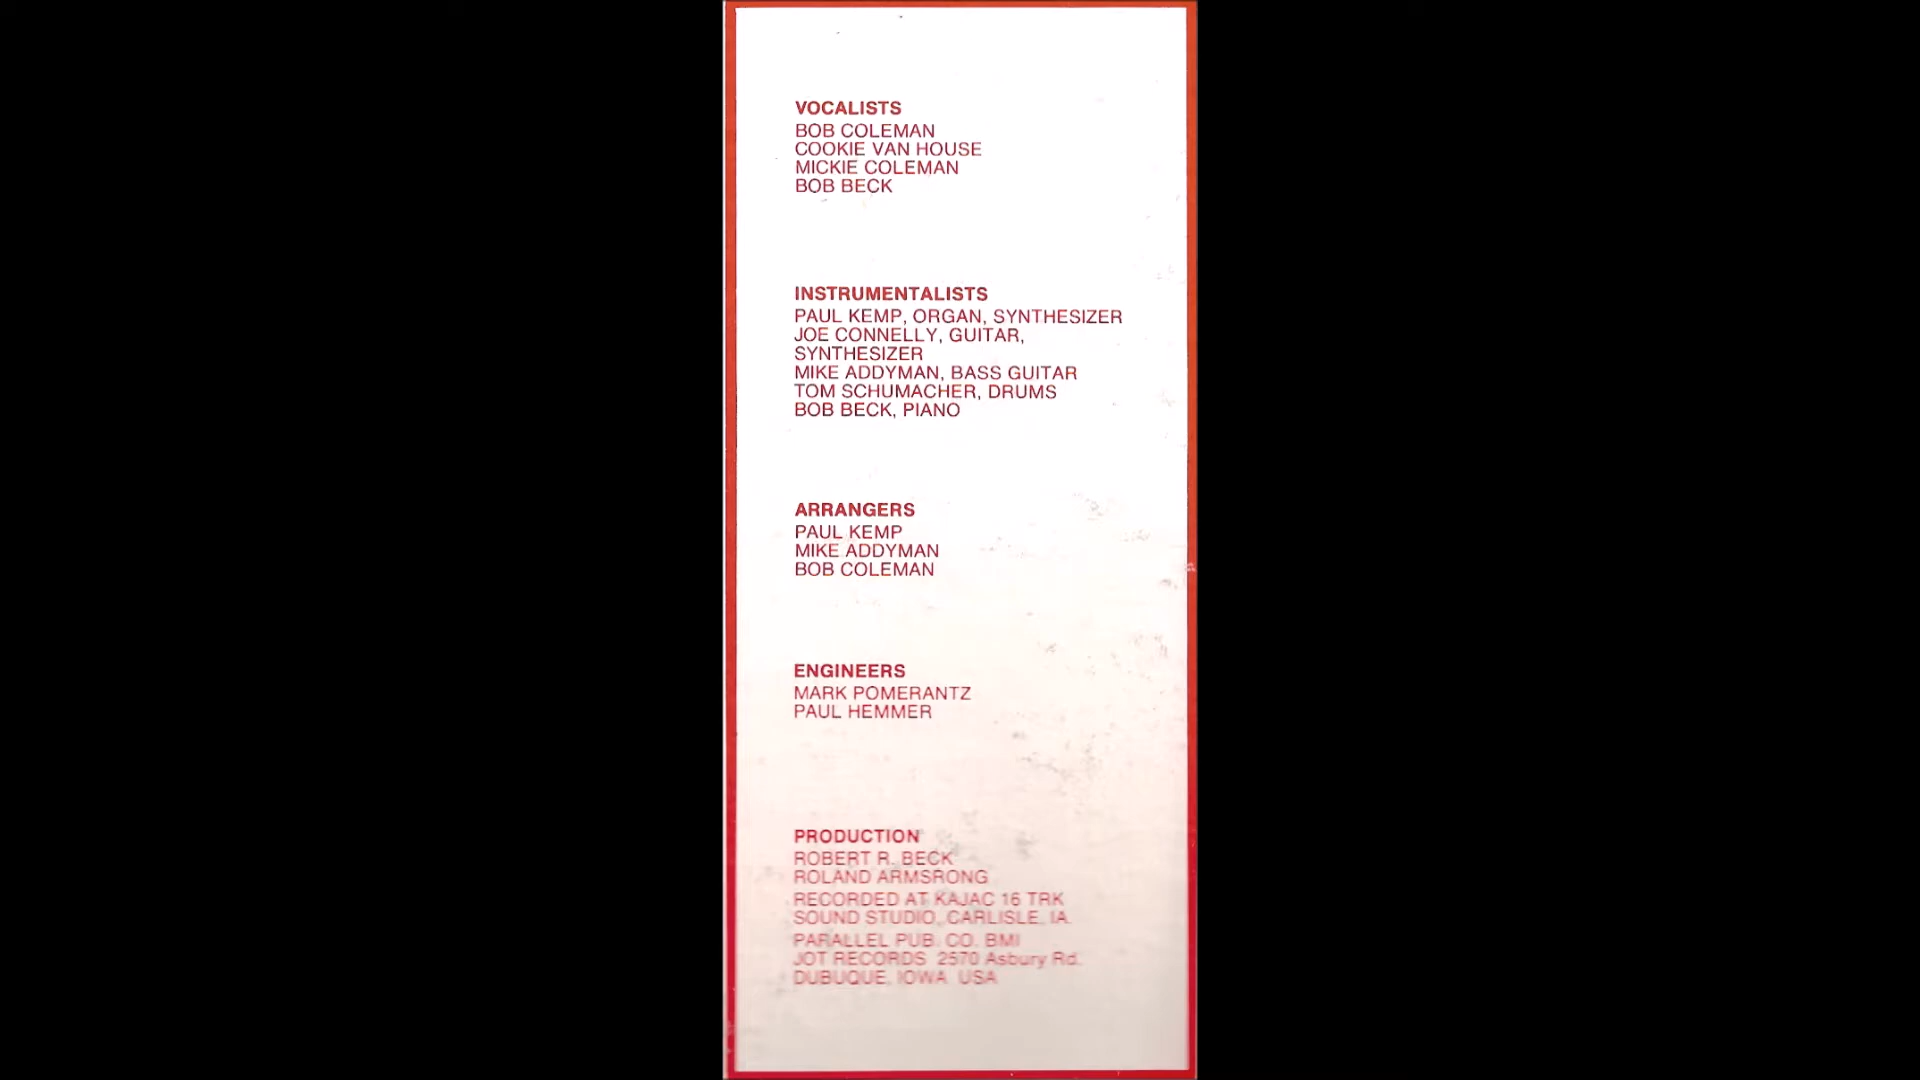 VOCALISTS
BOB COLEMAN
COOKIE VAN HOUSE
MICKIE COLEMAN
BOB BECK
INSTRUMENTALISTS
PAUL KEMP, ORGAN, SYNTHESIZER
JOE CONNELLY, GUITAR,
SYNTHESIZER
MIKE ADDYMAN, BASS GUITAR
TOM SCHUMACHER, DRUMS
BOB BECK, PIANO
ARRANGERS
PAUL KEMP
MIKE ADDYMAN
BOB COLEMAN
ENGINEERS
MARK POMERANTZ
PAUL HEMMER
PRODUCTION
ROBERT R. BECK
ROLAND ARMSRONG
RECORDED AT KAJAC 16 TRK
SOUND STUDIO, CARLISLE, IA.
PARALLEL PUB. CO. BMI
JOT RECORDS 2570 Asbury Rd.
DUBUQUE, IOWA USA